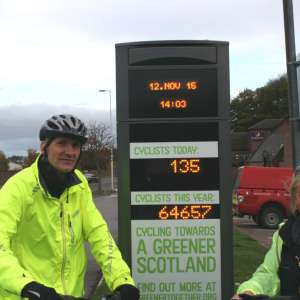 12.NOV 15
14:03
CYCLISTS TODAY:
135
CYCLISTS THIS YEAR:
64657
CYCLING TOWARDS
A GREENER
SCOTLAND
FIND OUT MORE AT
GREENERTOGETHER